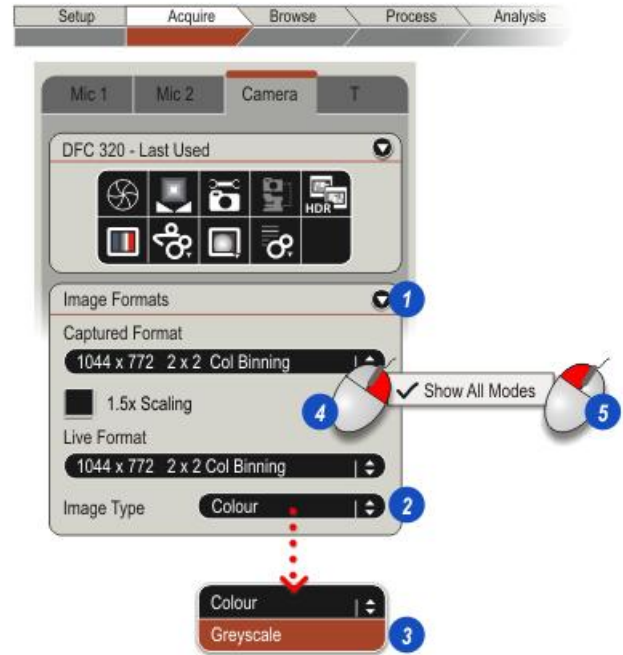 Setup Acquire Browse Process Analysis
Mic 1 Mic 2 Camera T
DFC 320 - Last Used
HDR
Image Formats
1
Captured Format
1044 x 772 2 x 2 Col Binning
1.5x Scaling
4
Show All Modes
5
Live Format
1044 x 772 2 x 2 Col Binning
Image Type Colour
2
Colour
Greyscale
3